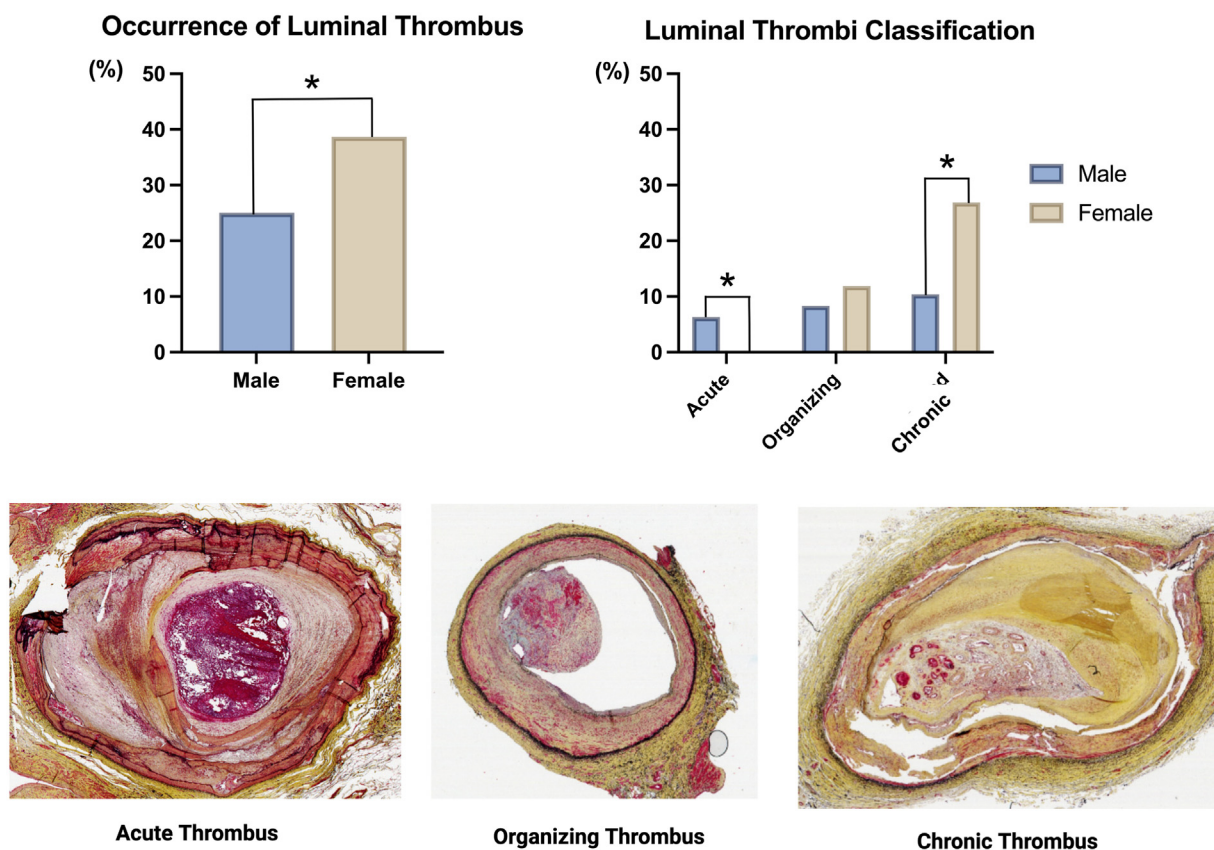 Occurrence of Luminal Thrombus
(%)
50
40
30
20
10
0
*
Male
Female
Luminal Thrombi Classification
(%)
50
40
30
20
10
0
*
*
Acute
Organizing
Chronic
Male
Female
Acute Thrombus
Organizing Thrombus
Chronic Thrombus